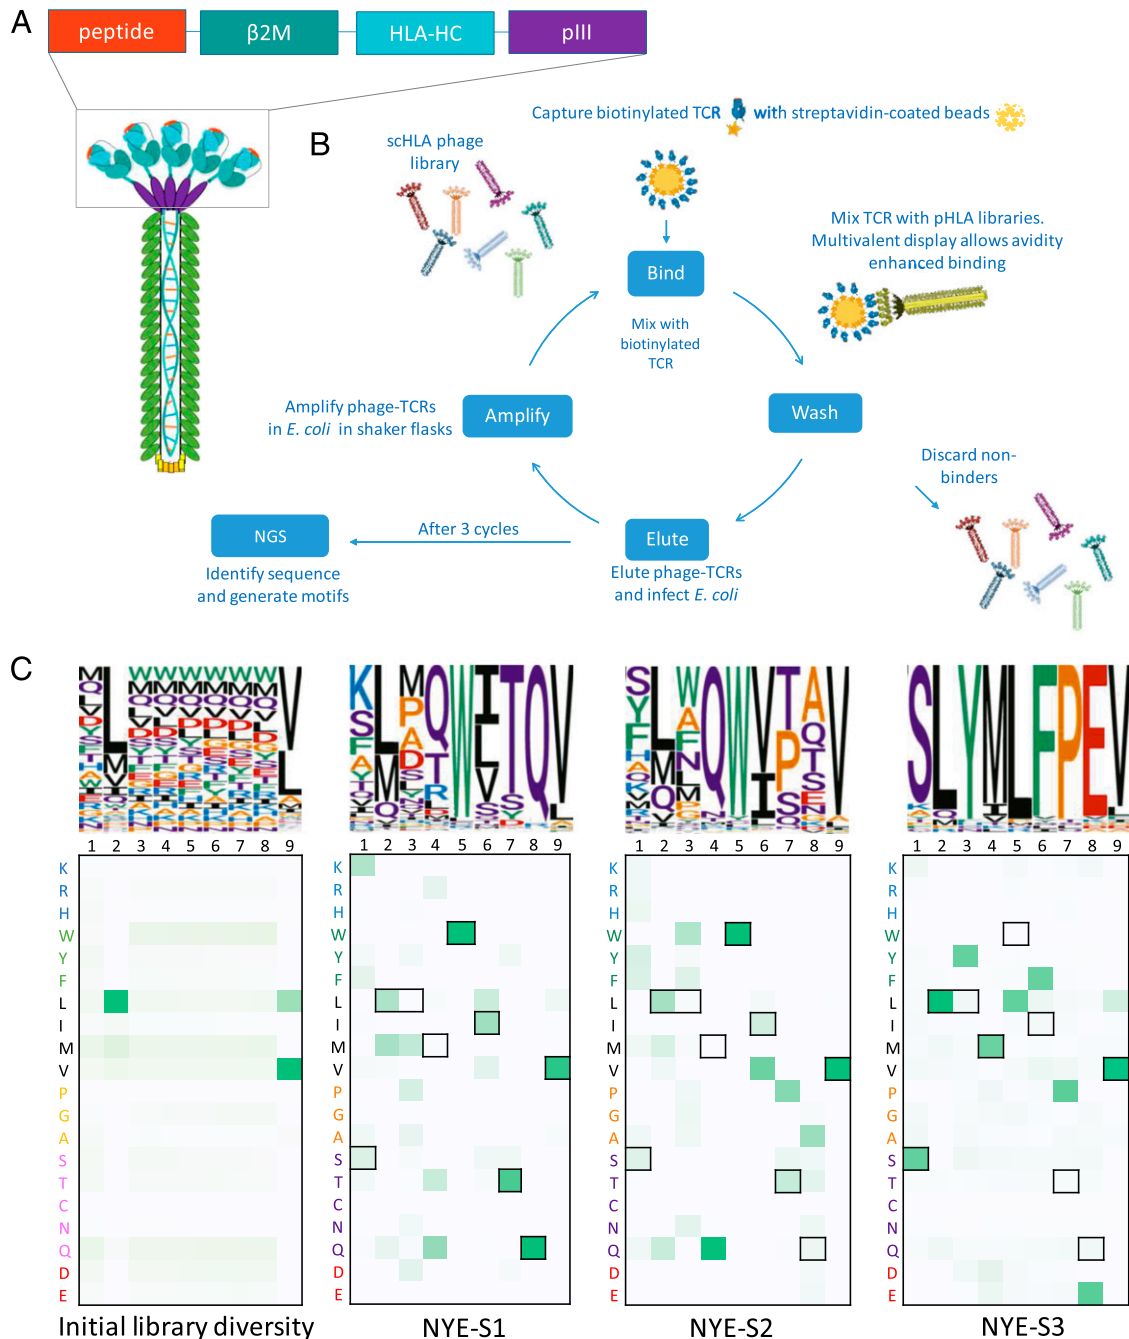 A
peptide
β2M
HLA-HC
pIII
B
Capture biotinylated TCR with streptavidin-coated beads
scHLA phage
library
Mix TCR with pHLA libraries.
Multivalent display allows avidity
enhanced binding
Bind
Mix with
biotinylated
TCR
Amplify phage-TCRs
in E. coli in shaker flasks
Amplify
Wash
Discard non-
binders
NGS
After 3 cycles
Elute
Identify sequence
and generate motifs
Elute phage-TCRs
and infect E. coli
C
1 2 3 4 5 6 7 8 9
1 2 3 4 5 6 7 8 9
1 2 3 4 5 6 7 8 9
1 2 3 4 5 6 7 8 9
K K K K
R R R R
H H H H
W W W W
Y Y Y Y
F F F F
L L L L
I I I I
M M M M
V V V V
P P P P
G G G G
A A A A
S S S S
T T T T
C C C C
N N N N
Q Q Q Q
D D D D
E E E E
Initial library diversity
NYE-S1
NYE-S2
NYE-S3